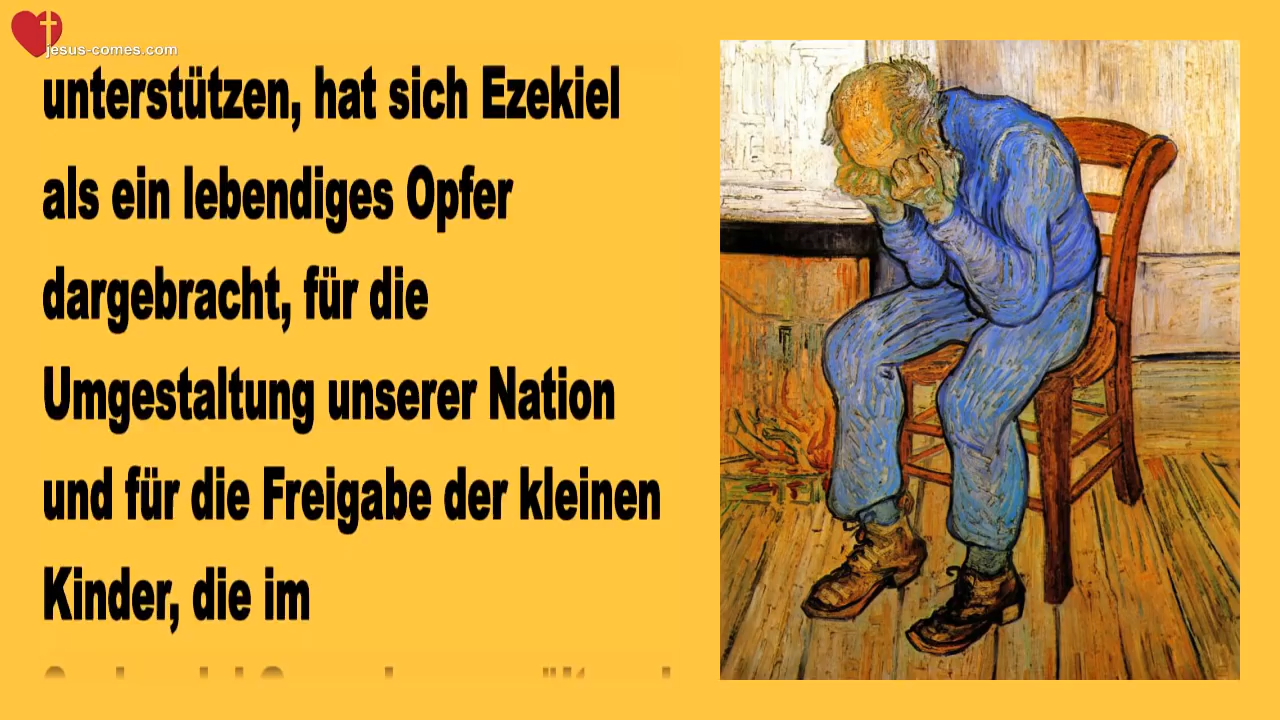 jesus-comes.com
unterstützen, hat sich Ezekiel
als ein lebendiges Opfer
dargebracht, für die
Umgestaltung unserer Nation
und für die Freigabe der kleinen
Kinder, die im